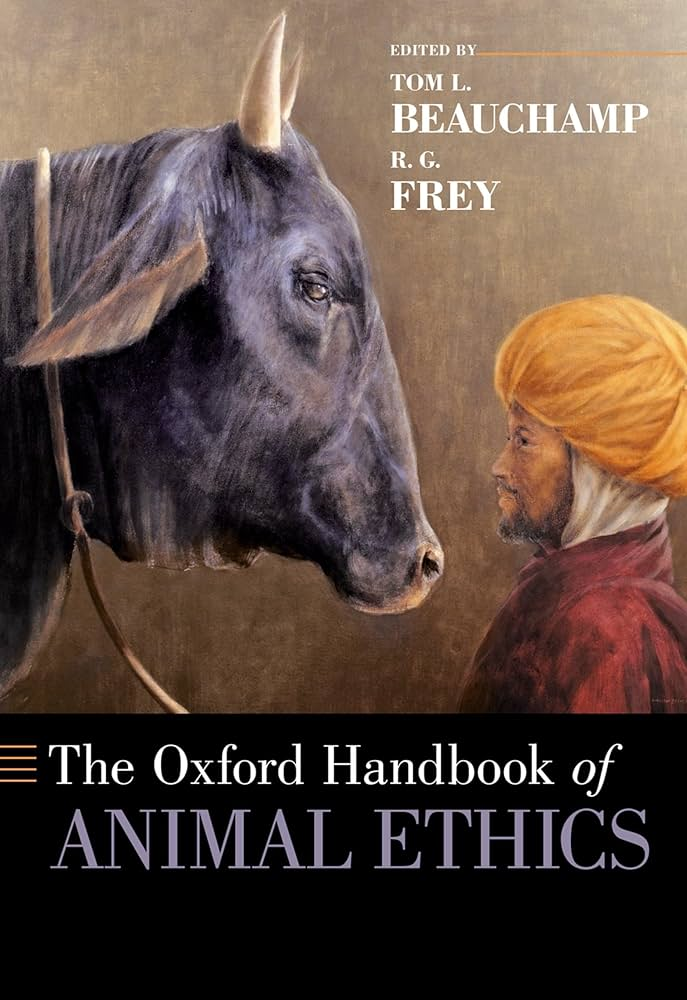 EDITED BY
TOM L.
BEAUCHAMP
R. G.
FREY
The Oxford Handbook of
ANIMAL ETHICS